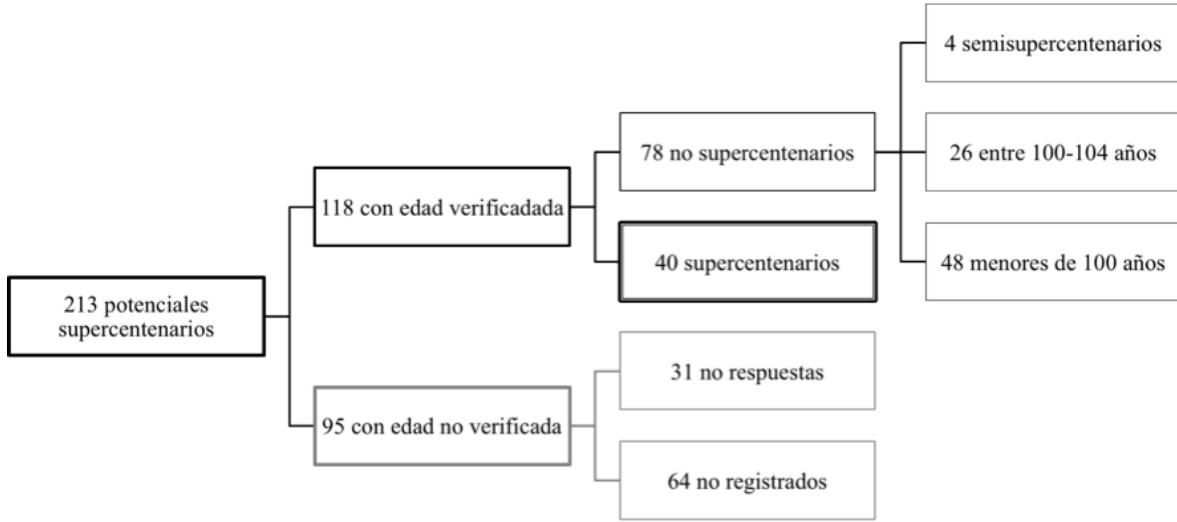 213 potenciales
supercentenarios
118 con edad verificadada
95 con edad no verificada
78 no supercentenarios
40 supercentenarios
31 no respuestas
64 no registrados
4 semisupercentenarios
26 entre 100-104 años
48 menores de 100 años